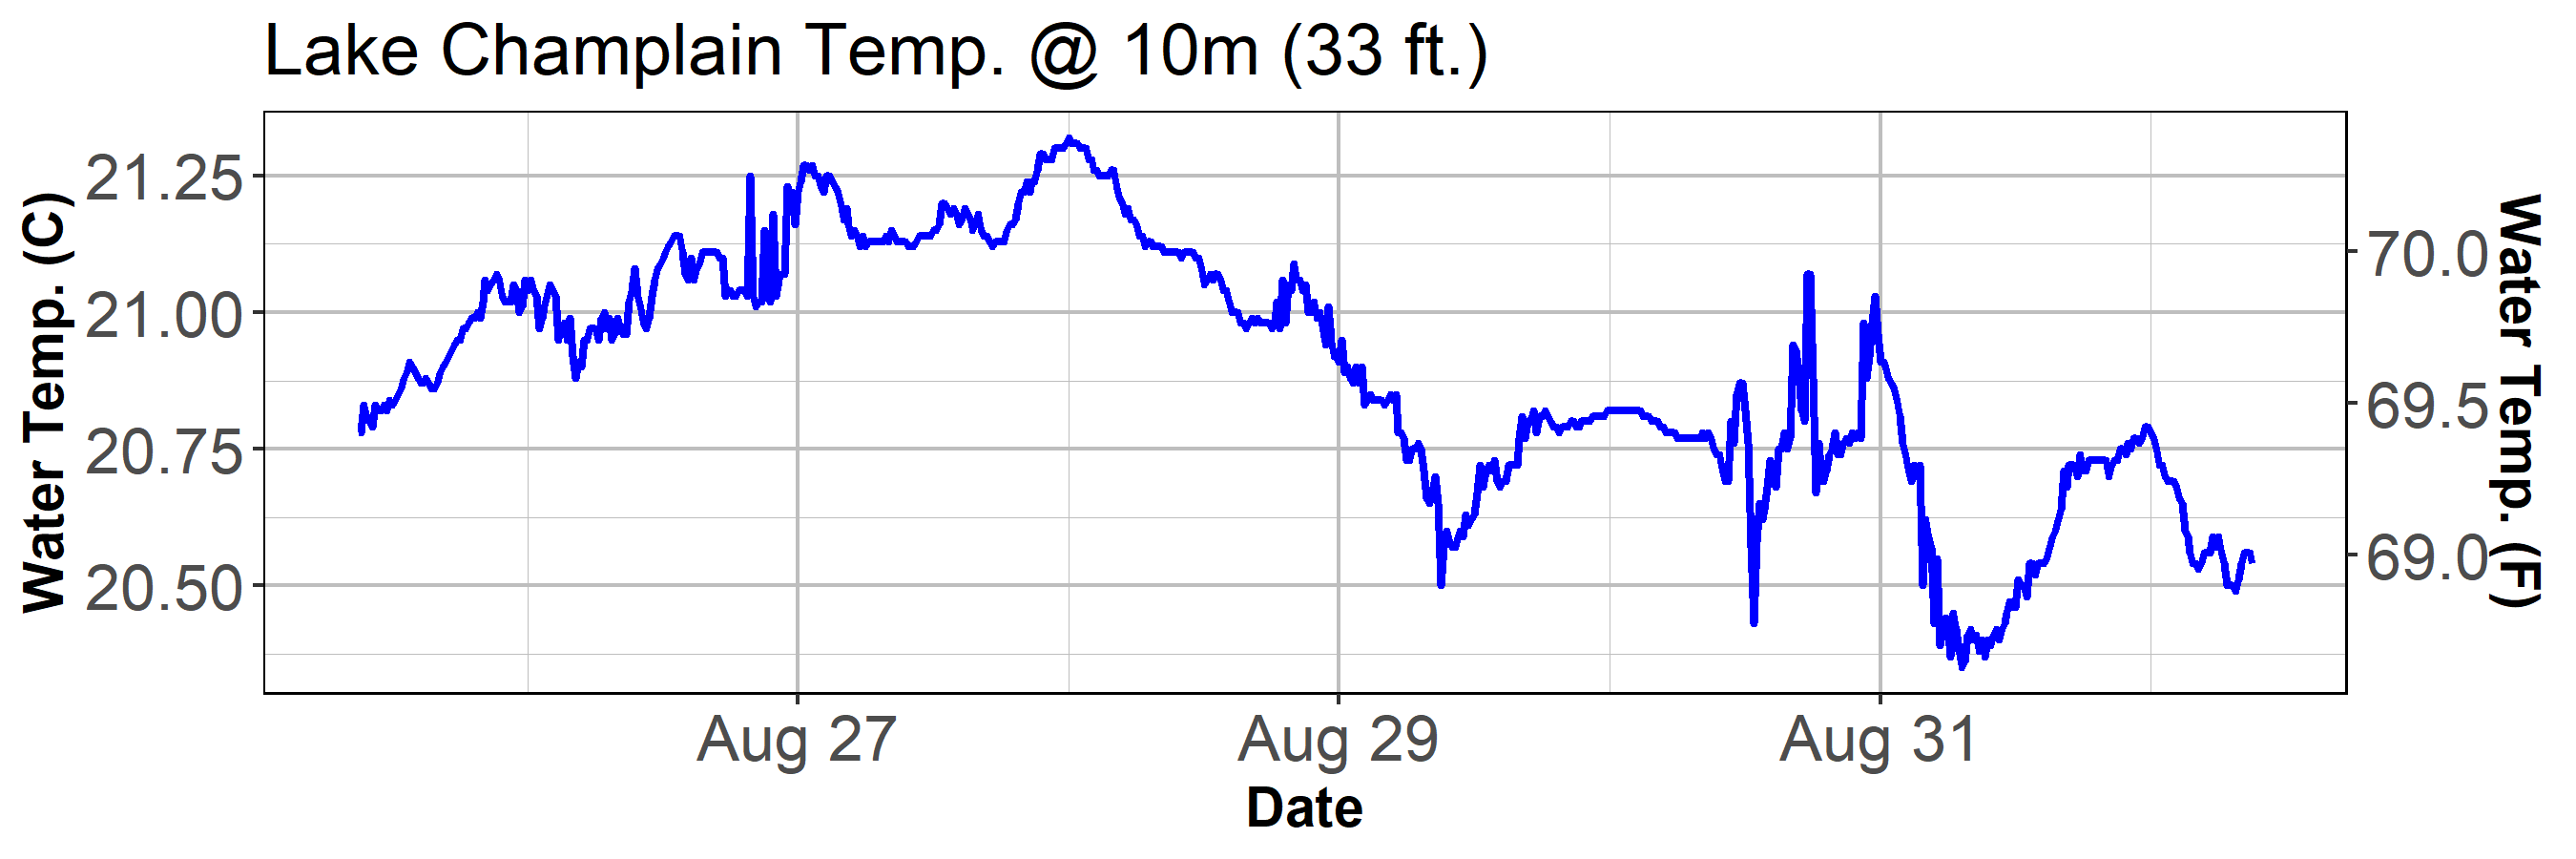 Lake Champlain Temp. @ 10m (33 ft.)
Water Temp. (C)
21.25
21.00
20.75
20.50
70.0
69.5
69.0
Water Temp. (F)
Aug 27
Aug 29
Aug 31
Date